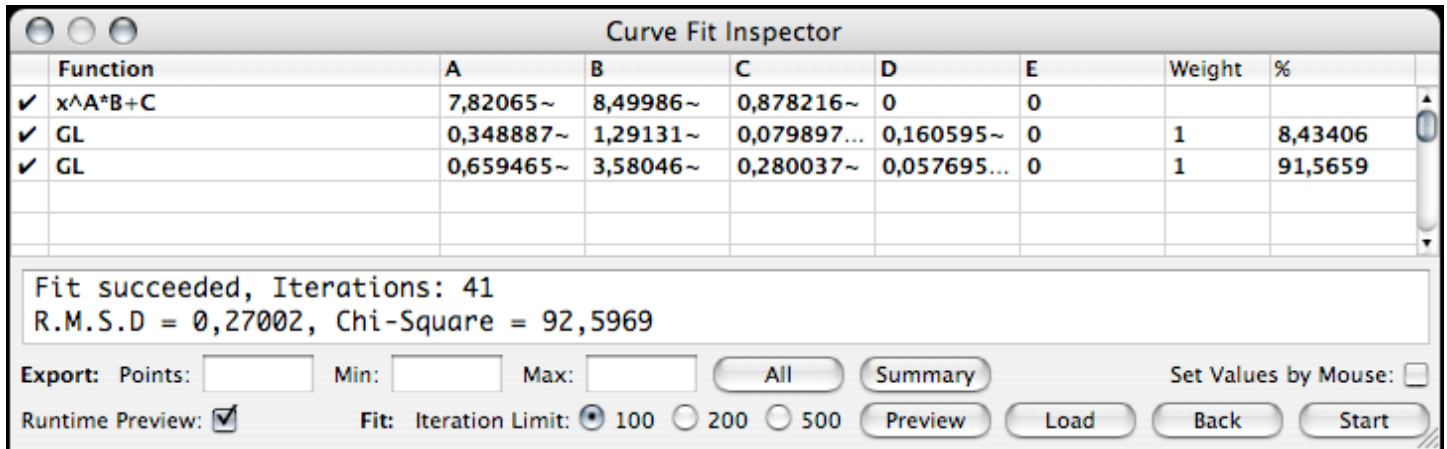 Curve Fit Inspector
Function A B C D E Weight %
✔ x^A*B+C 7,82065~ 8,49986~ 0,878216~ 0 0
✔ GL 0,348887~ 1,29131~ 0,079897... 0,160595~ 0 1 8,43406
✔ GL 0,659465~ 3,58046~ 0,280037~ 0,057695... 0 1 91,5659
Fit succeeded, Iterations: 41
R.M.S.D = 0,27002, Chi-Square = 92,5969
Export: Points: Min: Max: All Summary Set Values by Mouse:
Runtime Preview: Fit: Iteration Limit: 100 200 500 Preview Load Back Start